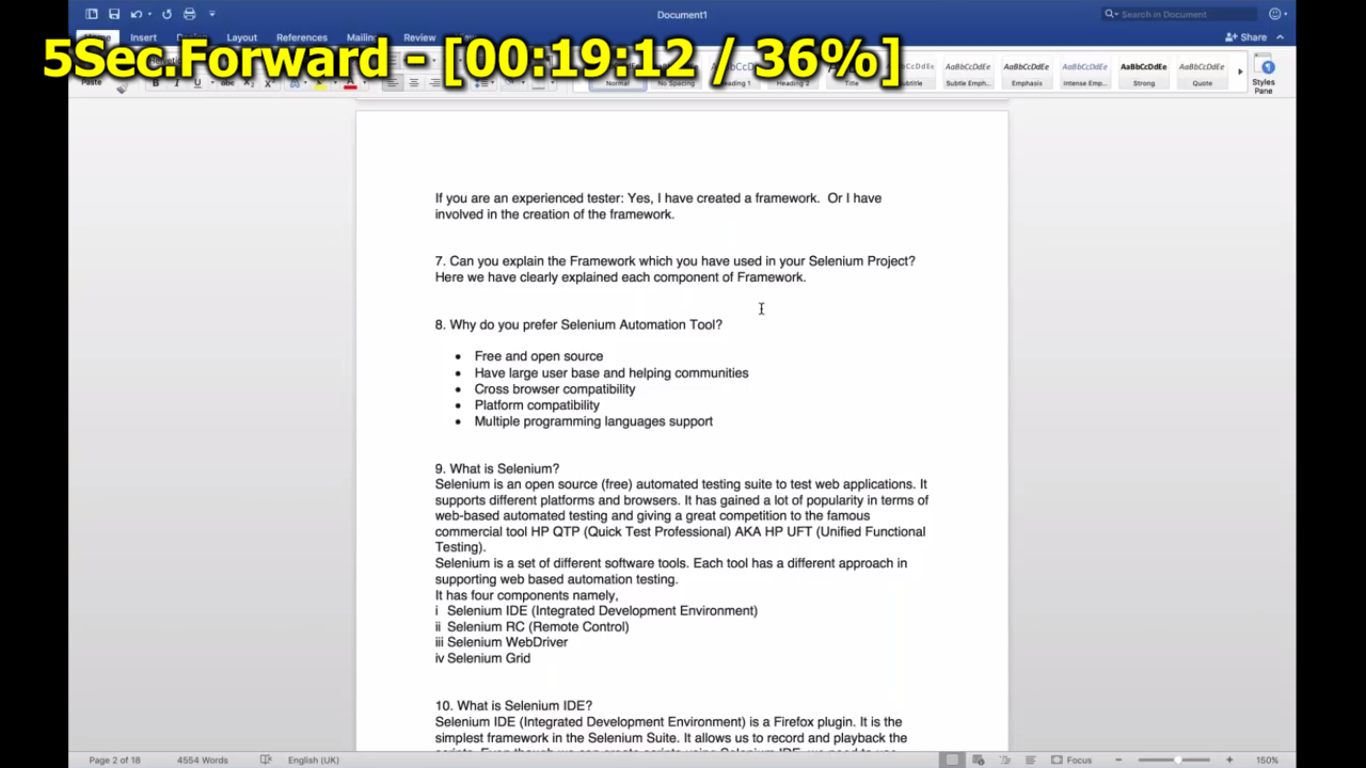 Document1
Search in Document
Insert
Layout
References
Review
Share
5Sec.Forward - [00:19:12 / 36%]
Paste
Normal
No Spacing
Heading 2
Title
Subtle Emph...
Emphasis
Intense Emp...
Strong
Quote
Styles
Pane
If you are an experienced tester: Yes, I have created a framework.  Or I have
involved in the creation of the framework.
7. Can you explain the Framework which you have used in your Selenium Project?
Here we have clearly explained each component of Framework.
8. Why do you prefer Selenium Automation Tool?
• Free and open source
• Have large user base and helping communities
• Cross browser compatibility
• Platform compatibility
• Multiple programming languages support
9. What is Selenium?
Selenium is an open source (free) automated testing suite to test web applications. It
supports different platforms and browsers. It has gained a lot of popularity in terms of
web-based automated testing and giving a great competition to the famous
commercial tool HP QTP (Quick Test Professional) AKA HP UFT (Unified Functional
Testing).
Selenium is a set of different software tools. Each tool has a different approach in
supporting web based automation testing.
It has four components namely,
i Selenium IDE (Integrated Development Environment)
ii Selenium RC (Remote Control)
iii Selenium WebDriver
iv Selenium Grid
10. What is Selenium IDE?
Selenium IDE (Integrated Development Environment) is a Firefox plugin. It is the
simplest framework in the Selenium Suite. It allows us to record and playback the
Page 2 of 18
4554 Words
English (UK)
Focus
150%